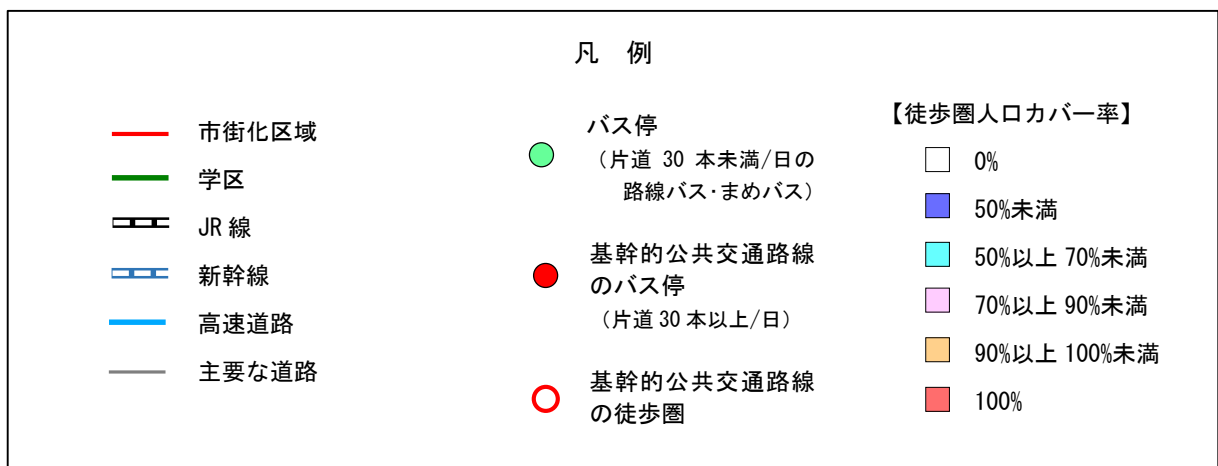 凡 例
市街化区域
学区
JR 線
新幹線
高速道路
主要な道路
バス停
（片道 30 本未満/日の
路線バス・まめバス）
基幹的公共交通路線
のバス停
（片道 30 本以上/日）
基幹的公共交通路線
の徒歩圏
【徒歩圏人口カバー率】
0%
50%未満
50%以上 70%未満
70%以上 90%未満
90%以上 100%未満
100%